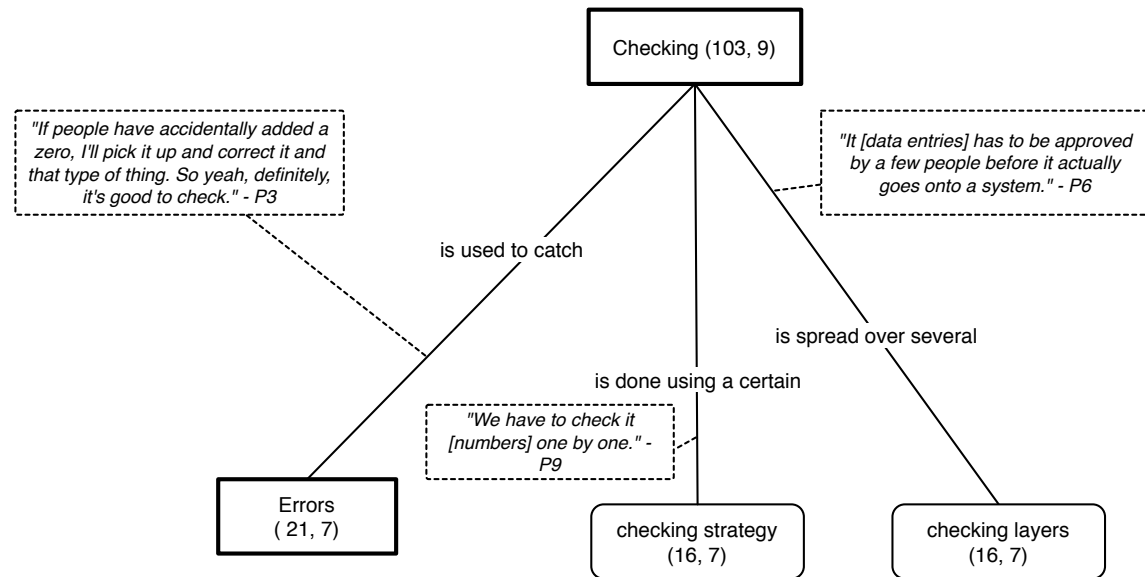 Checking (103, 9)
"If people have accidentally added a
zero, I'll pick it up and correct it and
that type of thing. So yeah, definitely,
it's good to check." - P3
"It [data entries] has to be approved
by a few people before it actually
goes onto a system." - P6
is used to catch
is spread over several
is done using a certain
"We have to check it
[numbers] one by one." -
P9
Errors
( 21, 7)
checking strategy
(16, 7)
checking layers
(16, 7)